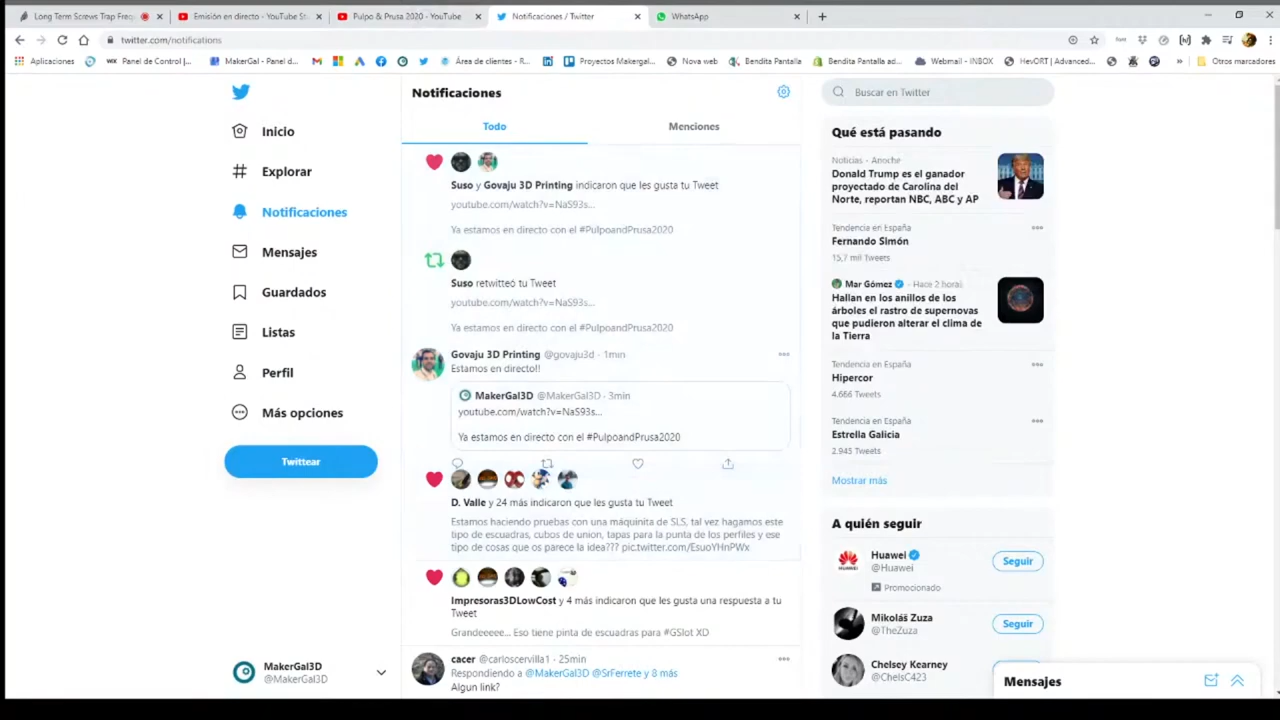 Long Term Screws Trap Freq
Emisión en directo - YouTube St
Pulpo & Prusa 2020 - YouTube
Notificaciones / Twitter
WhatsApp
twitter.com/notifications
Aplicaciones
Panel de Control |...
MakerGal - Panel d...
Área de clientes - R...
Proyectos Makergal...
Nova web
Bendita Pantalla
Bendita Pantalla ad...
Webmail - INBOX
HevORT | Advanced...
Otros marcadores
Inicio
Explorar
Notificaciones
Mensajes
Guardados
Listas
Perfil
Más opciones
Twittear
MakerGal3D
@MakerGal3D
Notificaciones
Todo
Menciones
Suso y Govaju 3D Printing indicaron que les gusta tu Tweet
youtube.com/watch?v=NaS93s...
Ya estamos en directo con el #PulpoandPrusa2020
Suso retwitteó tu Tweet
youtube.com/watch?v=NaS93s...
Ya estamos en directo con el #PulpoandPrusa2020
Govaju 3D Printing @govaju3d · 1min
Estamos en directo!!
MakerGal3D @MakerGal3D · 3min
youtube.com/watch?v=NaS93s...
Ya estamos en directo con el #PulpoandPrusa2020
D. Valle y 24 más indicaron que les gusta tu Tweet
Estamos haciendo pruebas con una máquinita de SLS, tal vez hagamos este
tipo de escuadras, cubos de union, tapas para la punta de los perfiles y ese
tipo de cosas que os parece la idea??? pic.twitter.com/EsuoYHnPWx
Impresoras3DLowCost y 4 más indicaron que les gusta una respuesta a tu
Tweet
Grandeeeee... Eso tiene pinta de escuadras para #GSlot XD
cacer @carloscervilla1 · 25min
Respondiendo a @MakerGal3D @SrFerrete y 8 más
Algun link?
Buscar en Twitter
Qué está pasando
Noticias · Anoche
Donald Trump es el ganador
proyectado de Carolina del
Norte, reportan NBC, ABC y AP
Tendencia en España
Fernando Simón
15,7 mil Tweets
Mar Gómez · Hace 2 horas
Hallan en los anillos de los
árboles el rastro de supernovas
que pudieron alterar el clima de
la Tierra
Tendencia en España
Hipercor
4.666 Tweets
Tendencia en España
Estrella Galicia
2.945 Tweets
Mostrar más
A quién seguir
Huawei
@Huawei
Seguir
Promocionado
Mikoláš Zuza
@TheZuza
Seguir
Chelsey Kearney
@ChelsC423
Mensajes